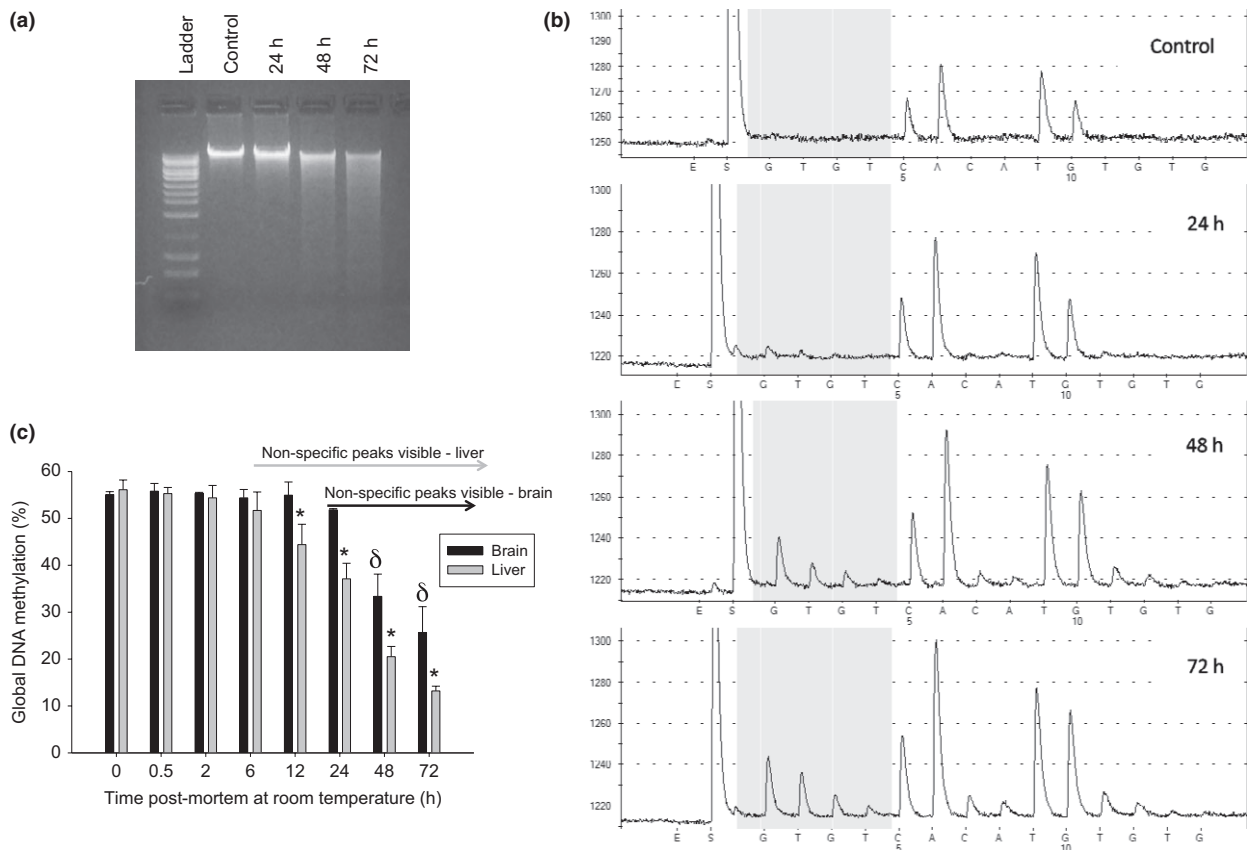 (a)
Ladder
Control
24 h
48 h
72 h
(b)
1300
1290
1280
1270
1260
1250
Control
E S G T G T C A C A T G T G T G
5 10
1300
1280
1260
1240
1220
24 h
E S G T G T C A C A T G T G T G
5 10
1300
1280
1260
1240
1220
48 h
E S G T G T C A C A T G T G T G
5 10
1300
1280
1260
1240
1220
72 h
E S G T G T C A C A T G T G T G
5 10
(c)
Non-specific peaks visible - liver
Non-specific peaks visible - brain
Brain
Liver
Global DNA methylation (%)
60
50
40
30
20
10
0
* * δ * δ *
0 0.5 2 6 12 24 48 72
Time post-mortem at room temperature (h)